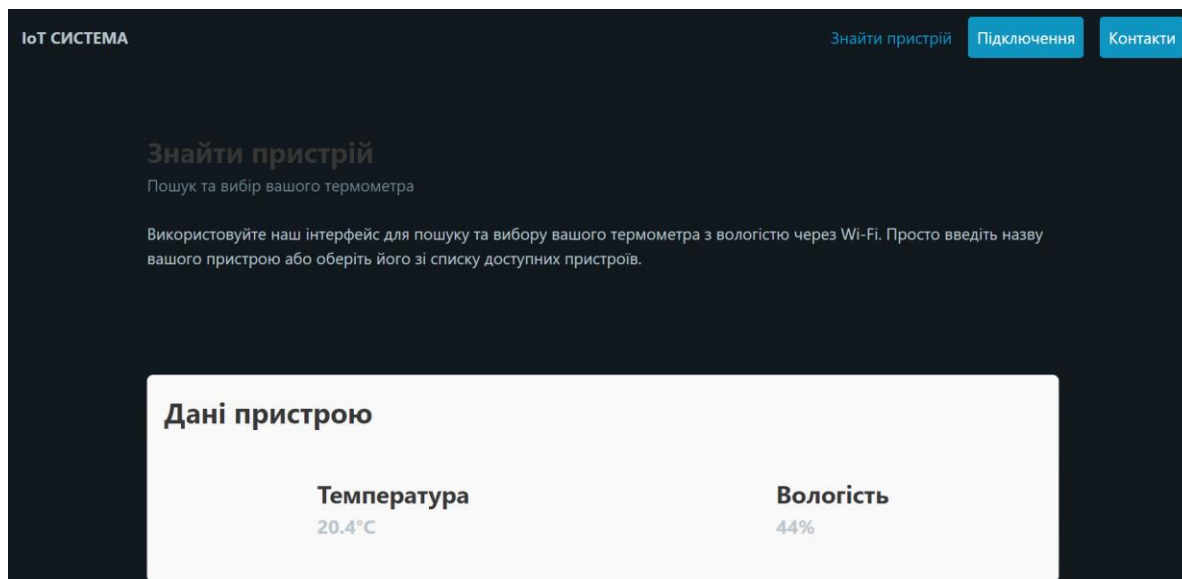 ІоТ СИСТЕМА
Знайти пристрій
Підключення
Контакти
Знайти пристрій
Пошук та вибір вашого термометра
Використовуйте наш інтерфейс для пошуку та вибору вашого термометра з вологістю через Wi-Fi. Просто введіть назву
вашого пристрою або оберіть його зі списку доступних пристроїв.
Дані пристрою
Температура
20.4°C
Вологість
44%